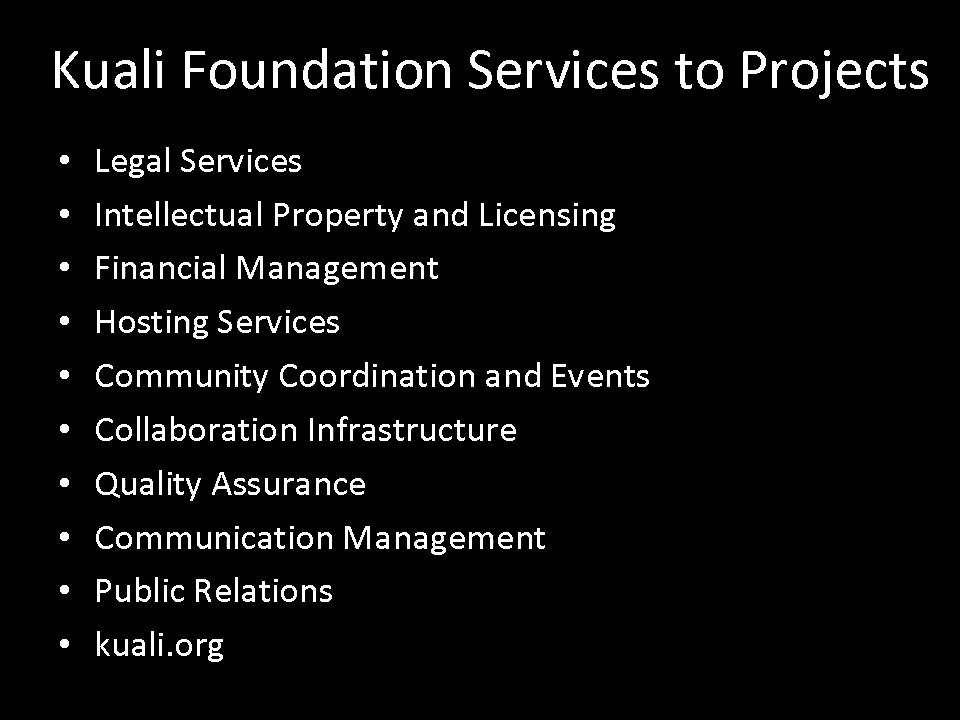 Kuali Foundation Services to Projects
• Legal Services
• Intellectual Property and Licensing
• Financial Management
• Hosting Services
• Community Coordination and Events
• Collaboration Infrastructure
• Quality Assurance
• Communication Management
• Public Relations
• kuali.org